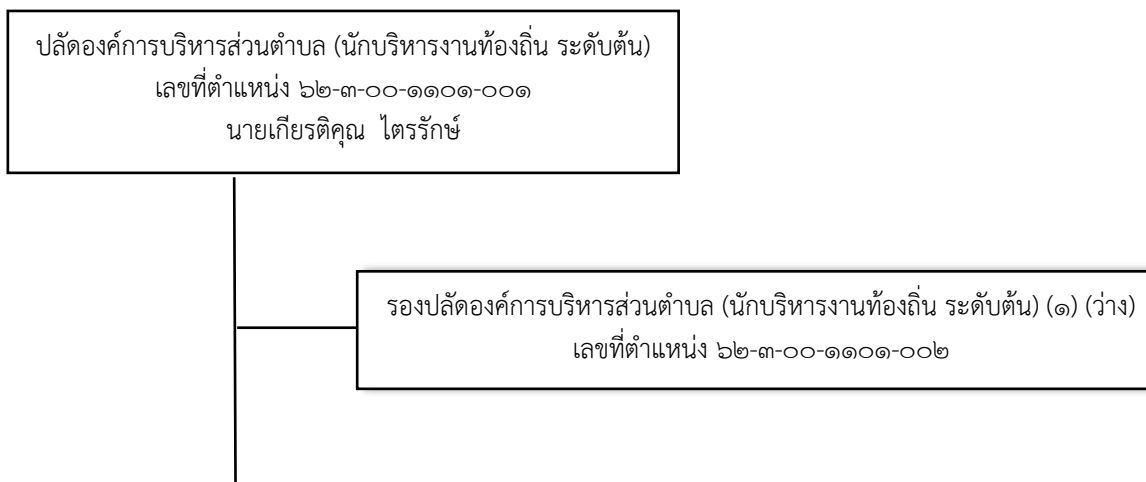 ปลัดองค์การบริหารส่วนตำบล (นักบริหารงานท้องถิ่น ระดับต้น)
เลขที่ตำแหน่ง ๖๒-๓-๐๐-๑๑๐๑-๐๐๑
นายเกียรติคุณ ไตรรักษ์
รองปลัดองค์การบริหารส่วนตำบล (นักบริหารงานท้องถิ่น ระดับต้น) (๑) (ว่าง)
เลขที่ตำแหน่ง ๖๒-๓-๐๐-๑๑๐๑-๐๐๒